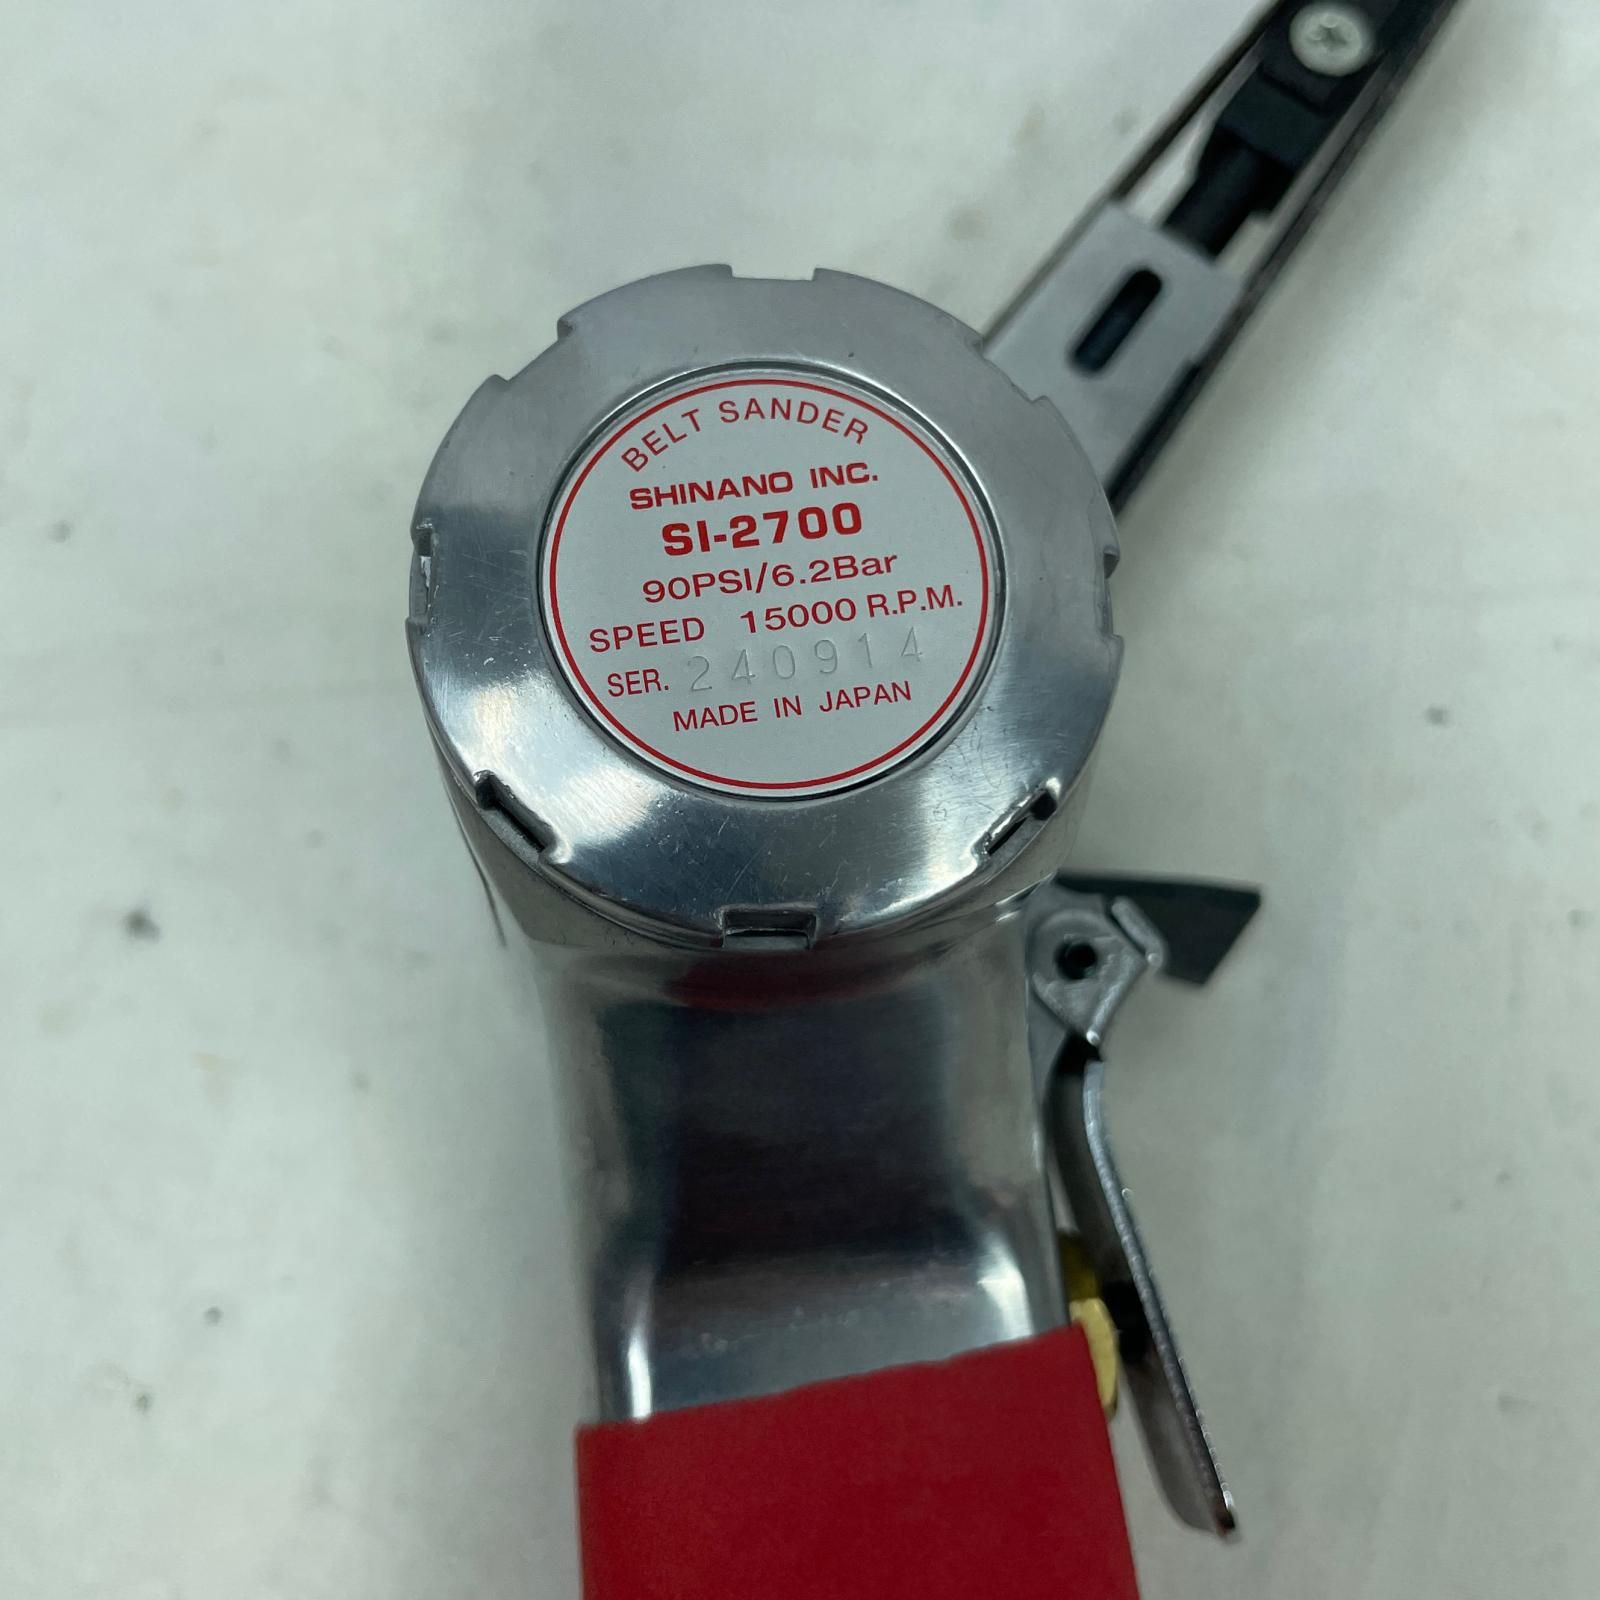 BELT SANDER
SHINANO INC.
SI-2700
90PSI/6.2Bar
SPEED 15000 R.P.M.
SER. 240914
MADE IN JAPAN